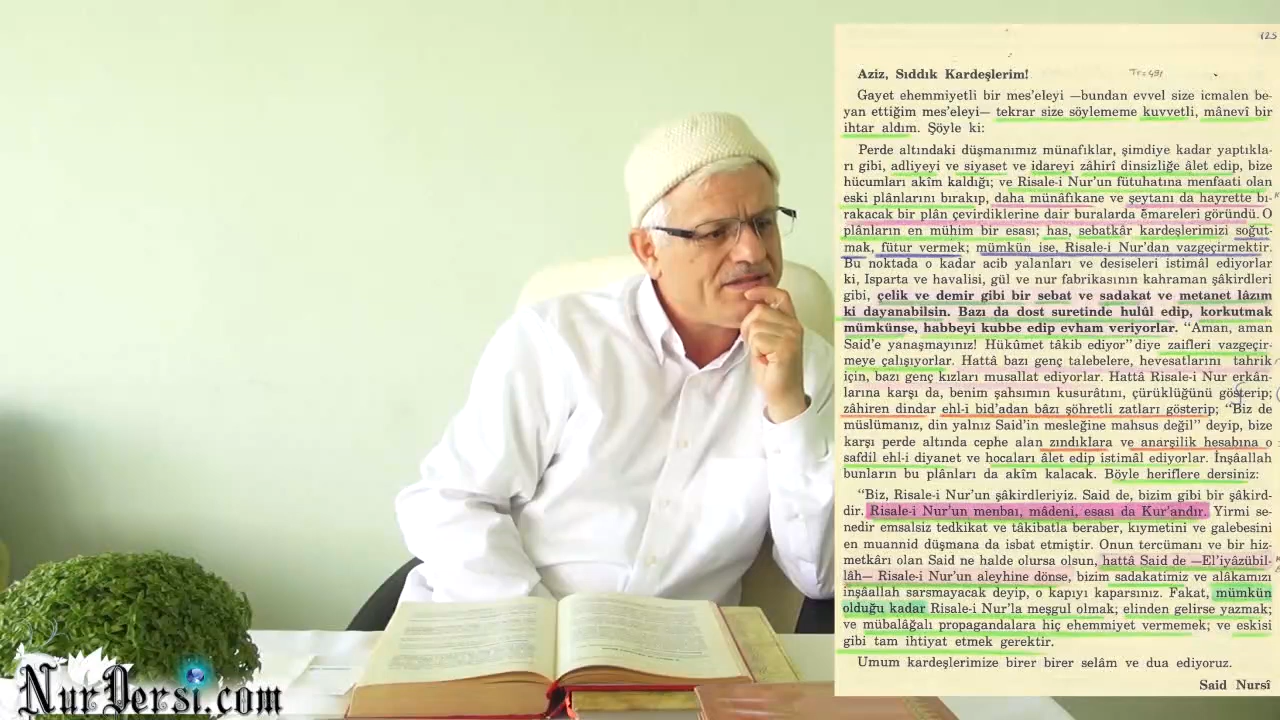 125
Aziz, Sıddık Kardeşlerim!
Gayet ehemmiyetli bir mes'eleyi —bundan evvel size icmalen be-
yan ettiğim mes'eleyi— tekrar size söylememe kuvvetli, mânevî bir
ihtar aldım. Şöyle ki:
Perde altındaki düşmanımız münafıklar, şimdiye kadar yaptıkla-
rı gibi, adliyeyi ve siyaset ve idareyi zâhirî dinsizliğe âlet edip, bize
hücumları akîm kaldığı; ve Risale-i Nur'un fütuhatına menfaati olan
eski plânlarını bırakıp, daha münâfıkane ve şeytanı da hayrette bı-
rakacak bir plân çevirdiklerine dair buralarda emareleri göründü. O
plânların en mühim bir esası; has, sebatkâr kardeşlerimizi soğut-
mak, fütur vermek; mümkün ise, Risale-i Nur'dan vazgeçirmektir.
Bu noktada o kadar acib yalanları ve desiseleri istimâl ediyorlar
ki, Isparta ve havalisi, gül ve nur fabrikasının kahraman şâkirdleri
gibi, çelik ve demir gibi bir sebat ve sadakat ve metanet lâzım
ki dayanabilsin. Bazı da dost suretinde hulûl edip, korkutmak
mümkünse, habbeyi kubbe edip evham veriyorlar. "Aman, aman
Said'e yanaşmayınız! Hükûmet tâkib ediyor" diye zaifleri vazgeçir-
meye çalışıyorlar. Hattâ bazı genç talebelere, hevesatlarını tahrik
için, bazı genç kızları musallat ediyorlar. Hattâ Risale-i Nur erkân-
larına karşı da, benim şahsımın kusurâtını, çürüklüğünü gösterip;
zâhiren dindar ehl-i bid'adan bâzı şöhretli zatları gösterip; "Biz de
müslümanız, din yalnız Said'in mesleğine mahsus değil" deyip, bize
karşı perde altında cephe alan zındıklara ve anarşilik hesabına o
safdil ehl-i diyanet ve hocaları âlet edip istimâl ediyorlar. İnşâallah
bunların bu plânları da akîm kalacak. Böyle heriflere dersiniz:
"Biz, Risale-i Nur'un şâkirdleriyiz. Said de, bizim gibi bir şâkird-
dir. Risale-i Nur'un menbaı, mâdeni, esası da Kur'andır. Yirmi se-
nedir emsalsiz tedkikat ve tâkibatla beraber, kıymetini ve galebesini
en muannid düşmana da isbat etmiştir. Onun tercümanı ve bir hiz-
metkârı olan Said ne halde olursa olsun, hattâ Said de —El'iyâzübil-
lâh— Risale-i Nur'un aleyhine dönse, bizim sadakatimiz ve alâkamızı
inşâallah sarsmayacak deyip, o kapıyı kaparsınız. Fakat, mümkün
olduğu kadar Risale-i Nur'la meşgul olmak; elinden gelirse yazmak;
ve mübalâğalı propagandalara hiç ehemmiyet vermemek; ve eskisi
gibi tam ihtiyat etmek gerektir.
Umum kardeşlerimize birer birer selâm ve dua ediyoruz.
Said Nursî
NurDersi.com